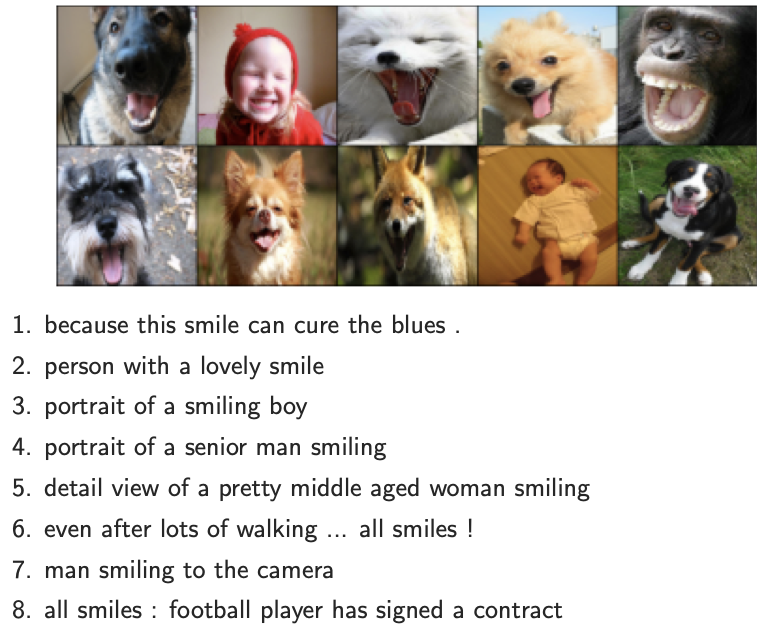 1. because this smile can cure the blues .
2. person with a lovely smile
3. portrait of a smiling boy
4. portrait of a senior man smiling
5. detail view of a pretty middle aged woman smiling
6. even after lots of walking ... all smiles !
7. man smiling to the camera
8. all smiles : football player has signed a contract